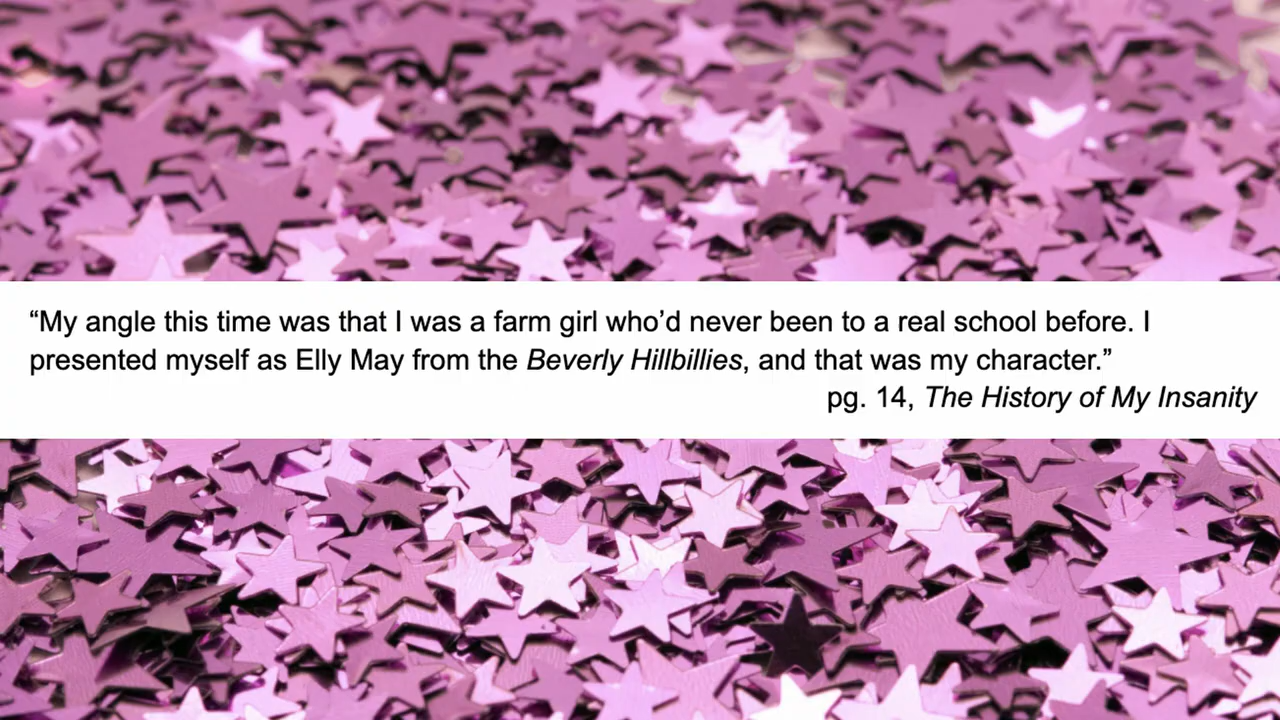 “My angle this time was that I was a farm girl who’d never been to a real school before. I
presented myself as Elly May from the Beverly Hillbillies, and that was my character.”
pg. 14, The History of My Insanity